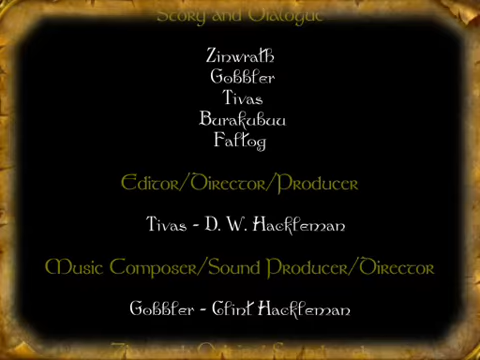 Story and Dialogue
Zinwrath
Gobbler
Tivas
Burakubuu
Faltog
Editor/Director/Producer
Tivas - D. W. Hackleman
Music Composer/Sound Producer/Director
Gobbler - Clint Hackleman